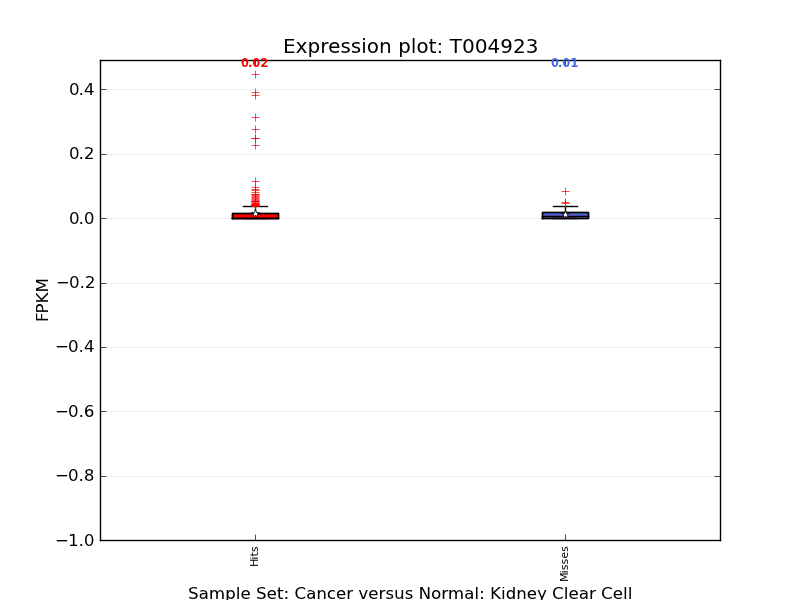 Expression plot: T004923
0.02
0.01
0.4
0.2
0.0
−0.2
−0.4
−0.6
−0.8
−1.0
FPKM
Hits
Misses
Sample Set: Cancer versus Normal: Kidney Clear Cell